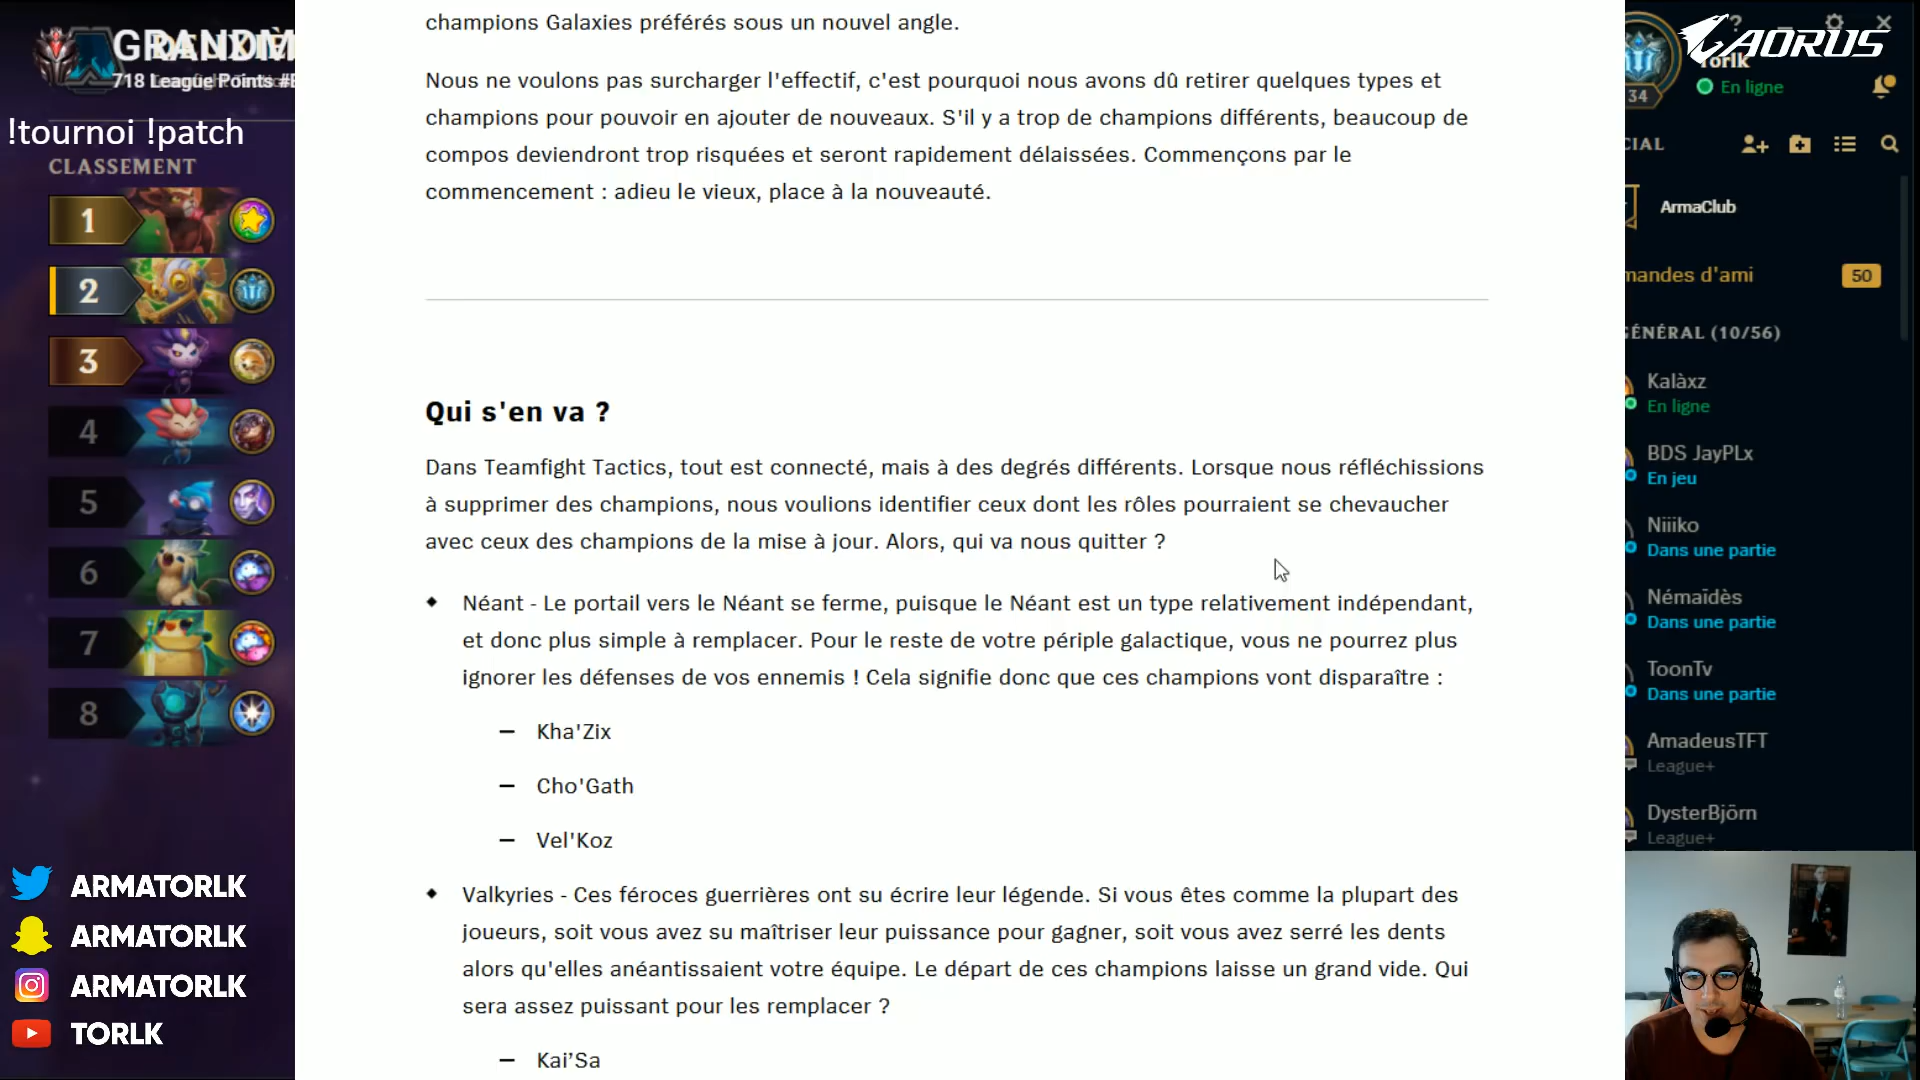 718 League Points
!tournoi !patch
CLASSEMENT
1
2
3
4
5
6
7
8
ARMATORLK
ARMATORLK
ARMATORLK
TORLK
champions Galaxies préférés sous un nouvel angle.
Nous ne voulons pas surcharger l'effectif, c'est pourquoi nous avons dû retirer quelques types et
champions pour pouvoir en ajouter de nouveaux. S'il y a trop de champions différents, beaucoup de
compos deviendront trop risquées et seront rapidement délaissées. Commençons par le
commencement : adieu le vieux, place à la nouveauté.
Qui s'en va ?
Dans Teamfight Tactics, tout est connecté, mais à des degrés différents. Lorsque nous réfléchissions
à supprimer des champions, nous voulions identifier ceux dont les rôles pourraient se chevaucher
avec ceux des champions de la mise à jour. Alors, qui va nous quitter ?
Néant - Le portail vers le Néant se ferme, puisque le Néant est un type relativement indépendant,
et donc plus simple à remplacer. Pour le reste de votre périple galactique, vous ne pourrez plus
ignorer les défenses de vos ennemis ! Cela signifie donc que ces champions vont disparaître :
Kha'Zix
Cho'Gath
Vel'Koz
Valkyries - Ces féroces guerrières ont su écrire leur légende. Si vous êtes comme la plupart des
joueurs, soit vous avez su maîtriser leur puissance pour gagner, soit vous avez serré les dents
alors qu'elles anéantissaient votre équipe. Le départ de ces champions laisse un grand vide. Qui
sera assez puissant pour les remplacer ?
Kai’Sa
AORUS
Torlk
34
En ligne
CIAL
ArmaClub
mandes d'ami
50
GÉNÉRAL (10/56)
Kalàxz
En ligne
BDS JayPLx
En jeu
Niiiko
Dans une partie
Némaïdès
Dans une partie
ToonTv
Dans une partie
AmadeusTFT
League+
DysterBjörn
League+